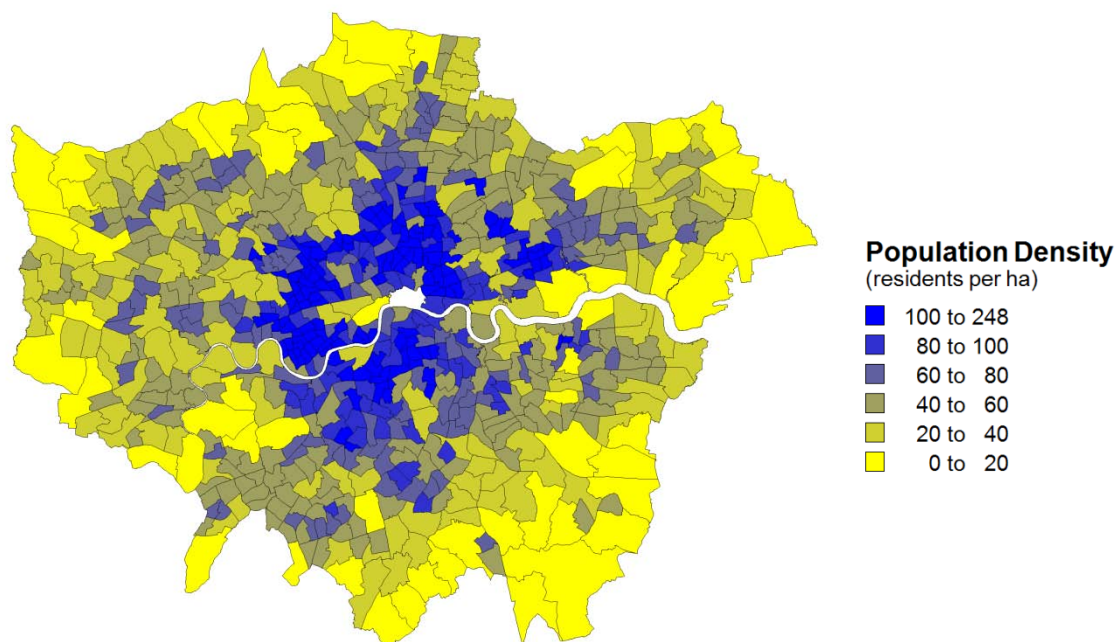 Population Density
(residents per ha)
100 to 248
80 to 100
60 to 80
40 to 60
20 to 40
0 to 20